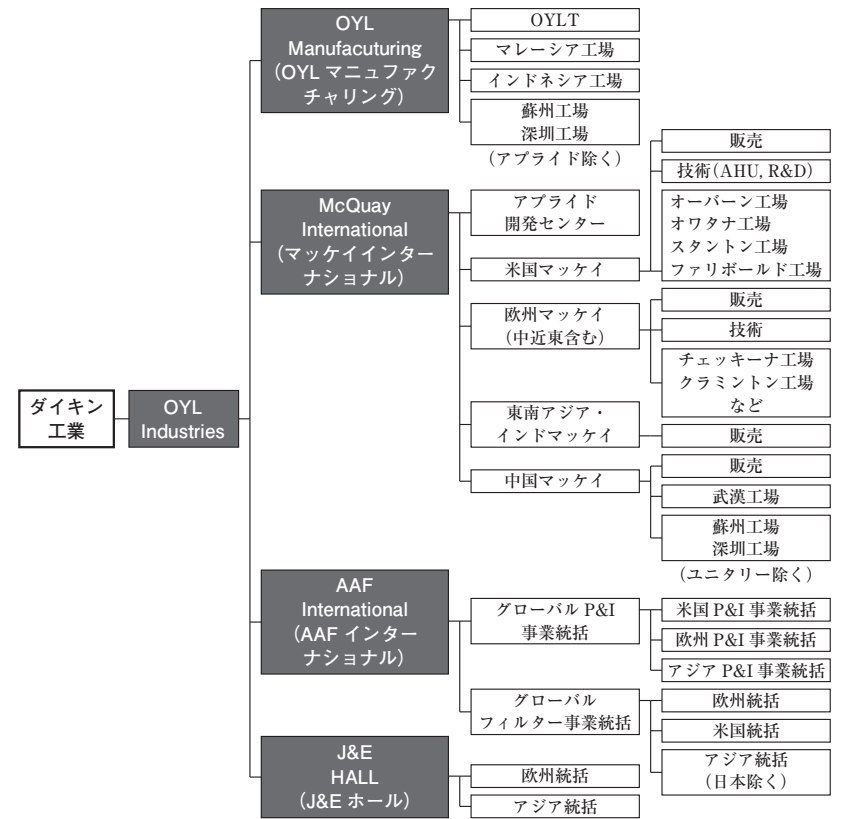 ダイキン
工業
OYL
Industries
OYL
Manufacuturing
(OYL マニュファク
チャリング)
OYLT
マレーシア工場
インドネシア工場
蘇州工場
深圳工場
(アプライド除く)
McQuay
International
(マッケイインター
ナショナル)
アプライド
開発センター
米国マッケイ
販売
技術(AHU, R&D)
オーバーン工場
オワタナ工場
スタントン工場
ファリボールド工場
欧州マッケイ
(中近東含む)
販売
技術
チェッキーナ工場
クラミントン工場
など
東南アジア・
インドマッケイ
販売
中国マッケイ
販売
武漢工場
蘇州工場
深圳工場
(ユニタリー除く)
AAF
International
(AAF インター
ナショナル)
グローバル P&I
事業統括
米国 P&I 事業統括
欧州 P&I 事業統括
アジア P&I 事業統括
グローバル
フィルター事業統括
欧州統括
米国統括
アジア統括
(日本除く)
J&E
HALL
(J&E ホール)
欧州統括
アジア統括